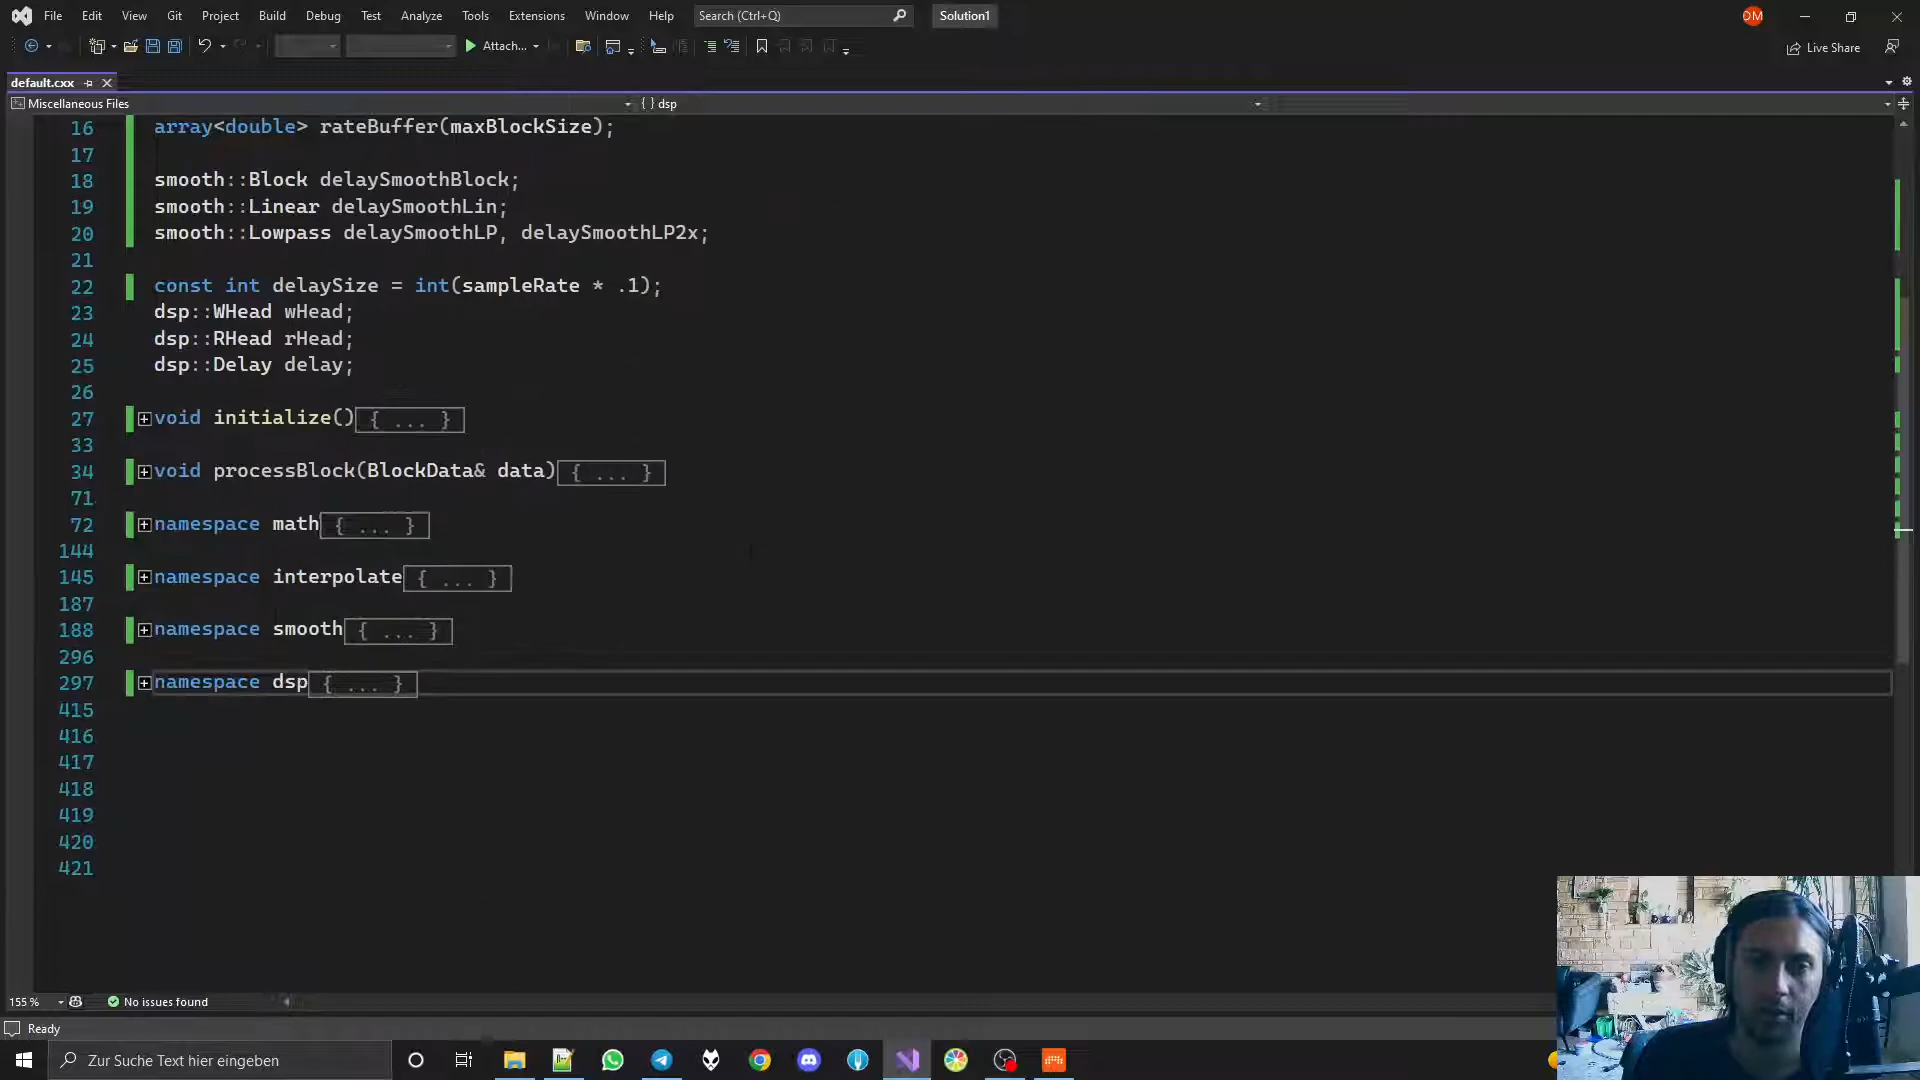 File Edit View Git Project Build Debug Test Analyze Tools Extensions Window Help Search (Ctrl+Q) Solution1 DM
Attach... Live Share
default.cxx
Miscellaneous Files { } dsp
16 array<double> rateBuffer(maxBlockSize);
17
18 smooth::Block delaySmoothBlock;
19 smooth::Linear delaySmoothLin;
20 smooth::Lowpass delaySmoothLP, delaySmoothLP2x;
21
22 const int delaySize = int(sampleRate * .1);
23 dsp::WHead wHead;
24 dsp::RHead rHead;
25 dsp::Delay delay;
26
27 void initialize(){ ... }
33
34 void processBlock(BlockData& data){ ... }
71
72 namespace math{ ... }
144
145 namespace interpolate{ ... }
187
188 namespace smooth{ ... }
296
297 namespace dsp{ ... }
415
416
417
418
419
420
421
155 % No issues found
Ready
Zur Suche Text hier eingeben